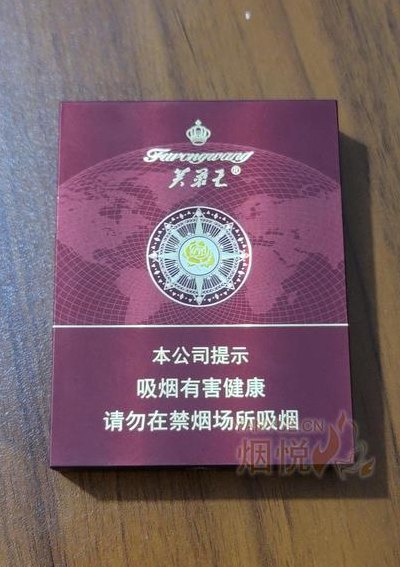 Furongwang
芙蓉王®
本公司提示
吸烟有害健康
请勿在禁烟场所吸烟
烟悦